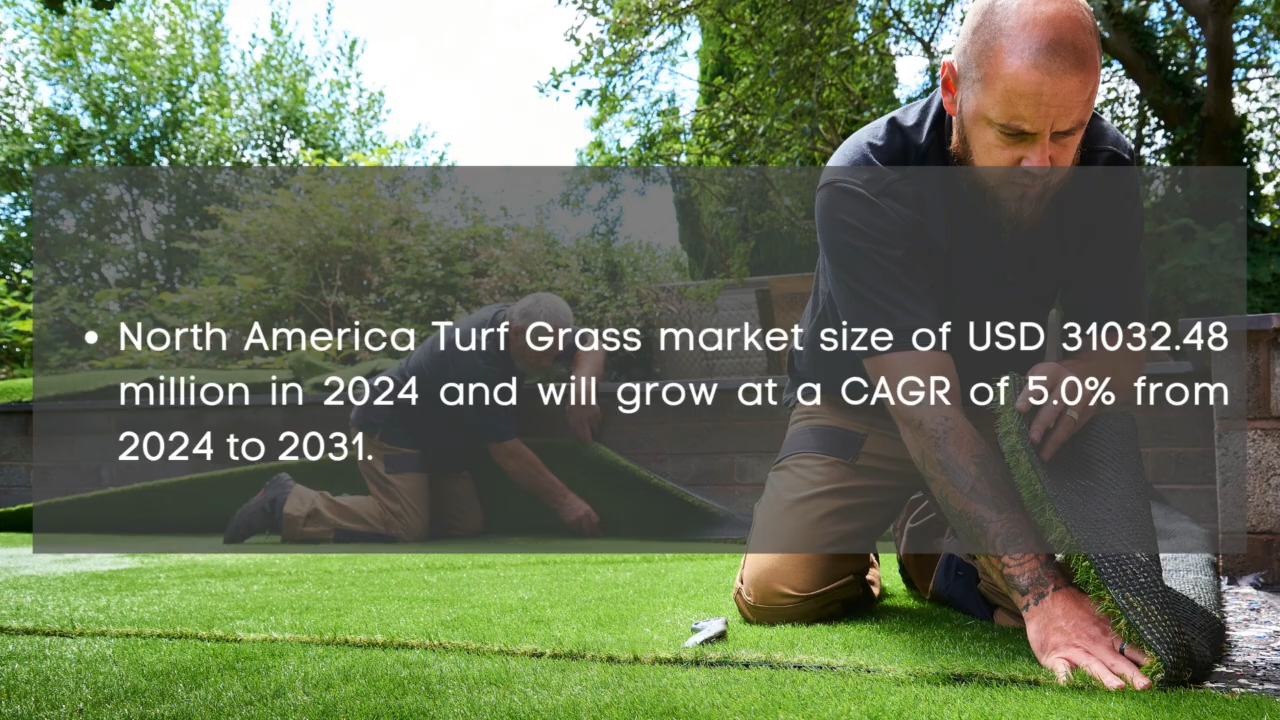 • North America Turf Grass market size of USD 31032.48
million in 2024 and will grow at a CAGR of 5.0% from
2024 to 2031.